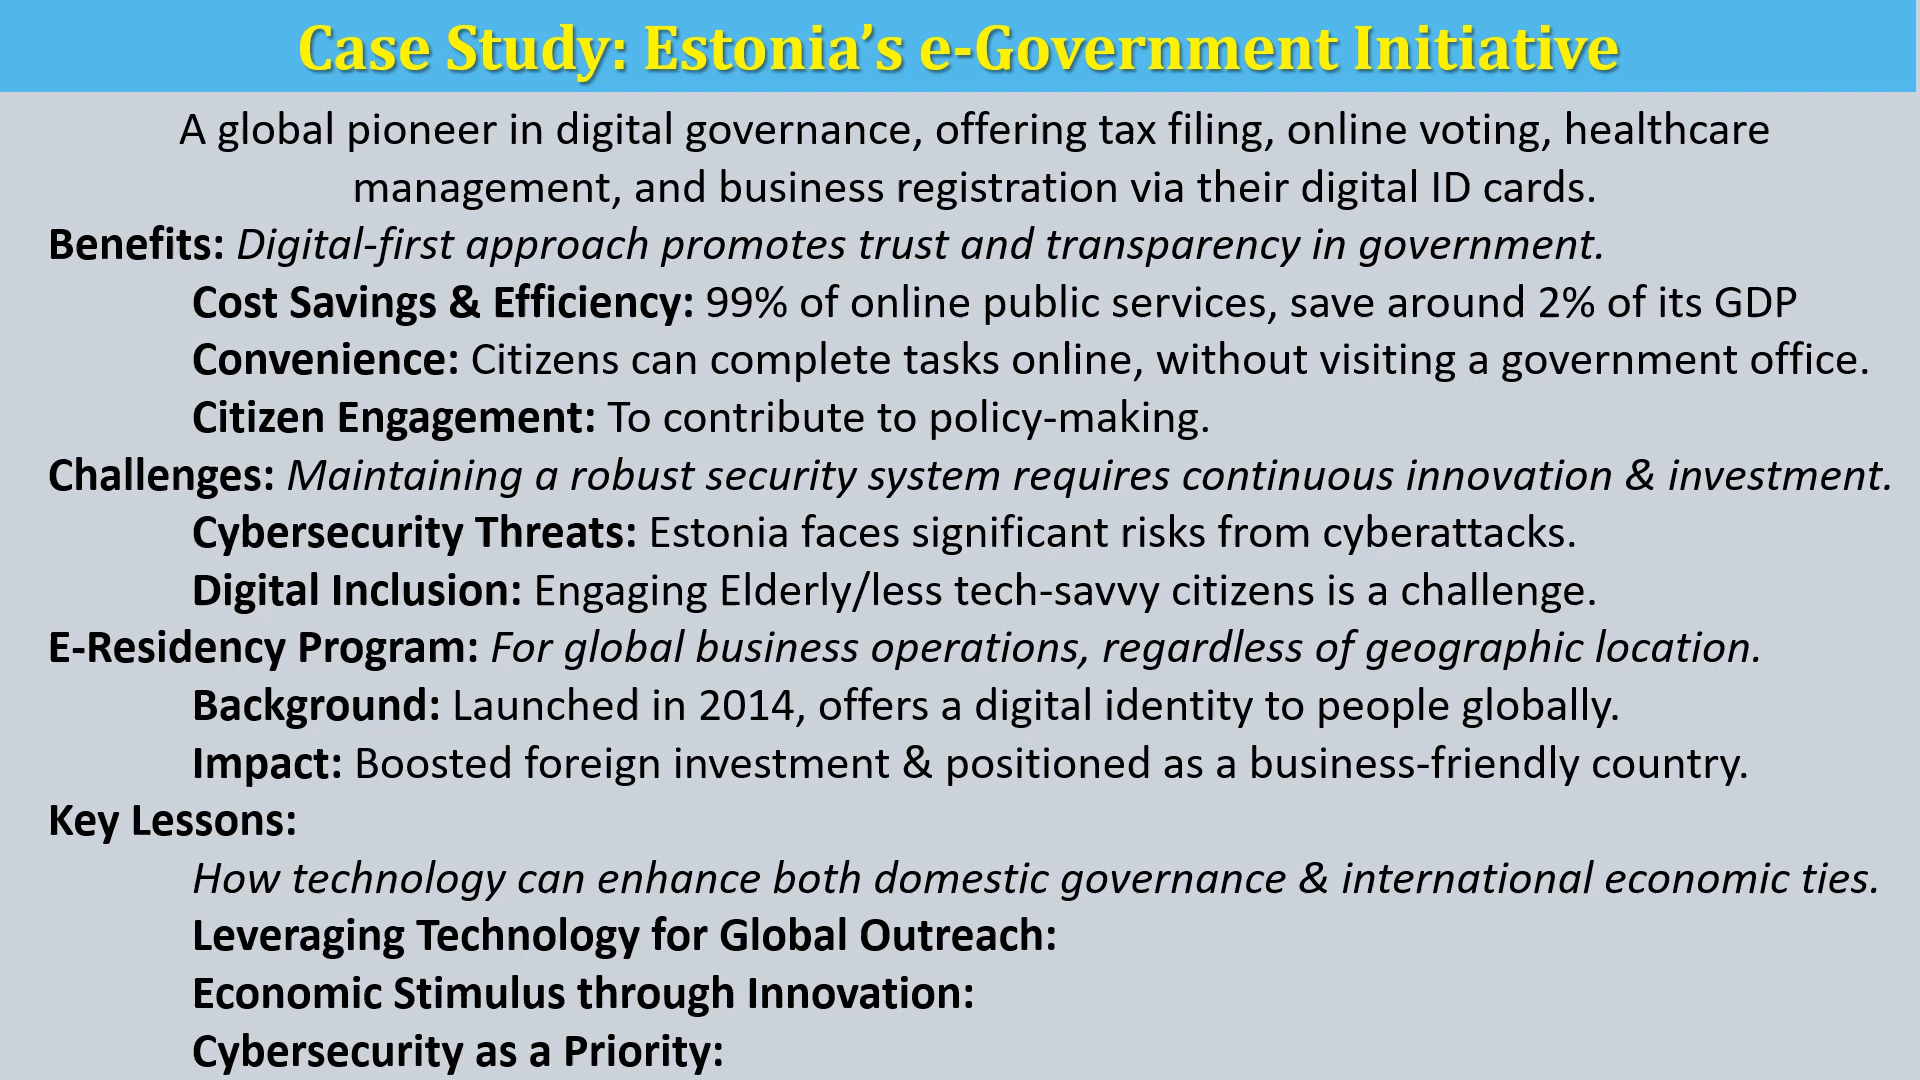 Case Study: Estonia’s e-Government Initiative
A global pioneer in digital governance, offering tax filing, online voting, healthcare
management, and business registration via their digital ID cards.
Benefits: Digital-first approach promotes trust and transparency in government.
Cost Savings & Efficiency: 99% of online public services, save around 2% of its GDP
Convenience: Citizens can complete tasks online, without visiting a government office.
Citizen Engagement: To contribute to policy-making.
Challenges: Maintaining a robust security system requires continuous innovation & investment.
Cybersecurity Threats: Estonia faces significant risks from cyberattacks.
Digital Inclusion: Engaging Elderly/less tech-savvy citizens is a challenge.
E-Residency Program: For global business operations, regardless of geographic location.
Background: Launched in 2014, offers a digital identity to people globally.
Impact: Boosted foreign investment & positioned as a business-friendly country.
Key Lessons:
How technology can enhance both domestic governance & international economic ties.
Leveraging Technology for Global Outreach:
Economic Stimulus through Innovation:
Cybersecurity as a Priority: